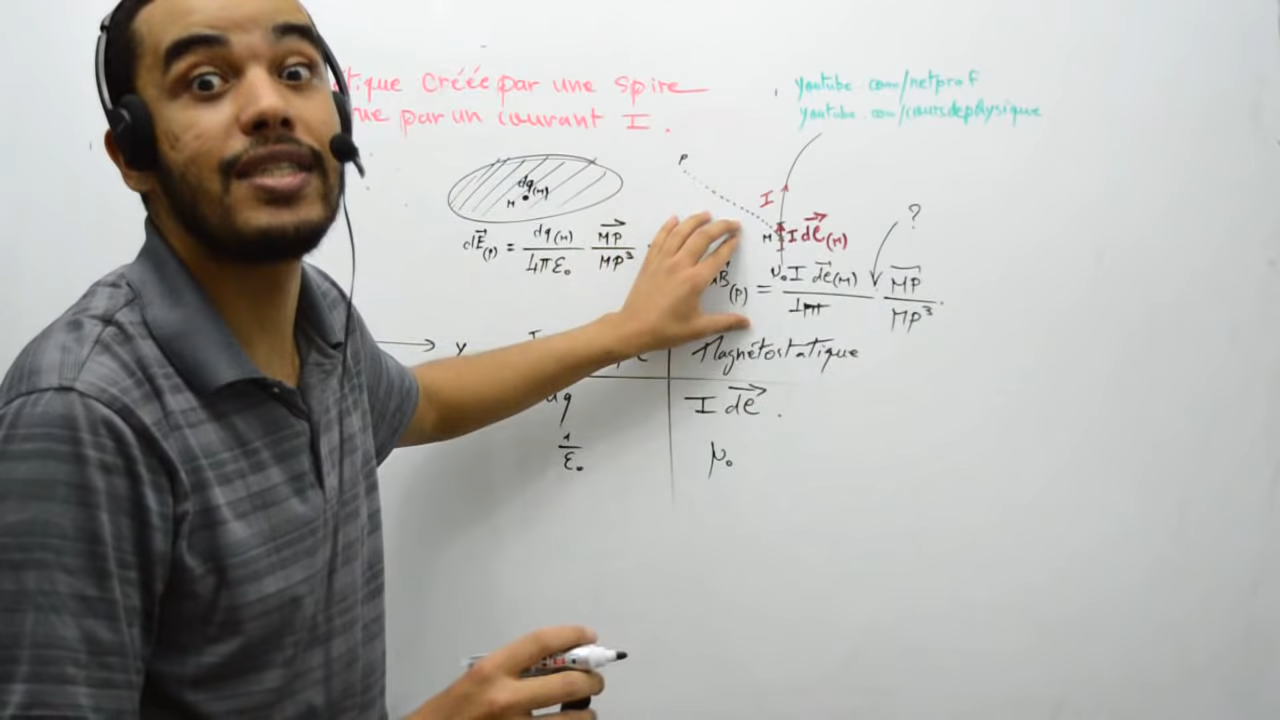 tique créée par une spire
ue par un courant I.
youtube.com/netprof
youtube.com/coursdephysique
P
I
dq(M)
M
M I dℓ⃗(M)
?
dE⃗(P) = dq(M) / 4πε₀ MP⃗ / MP³
B⃗(P) = μ₀ I dℓ⃗(M) / 4π MP⃗ / MP³.
y
Magnétostatique
dq I dℓ⃗.
1/ε₀ μ₀